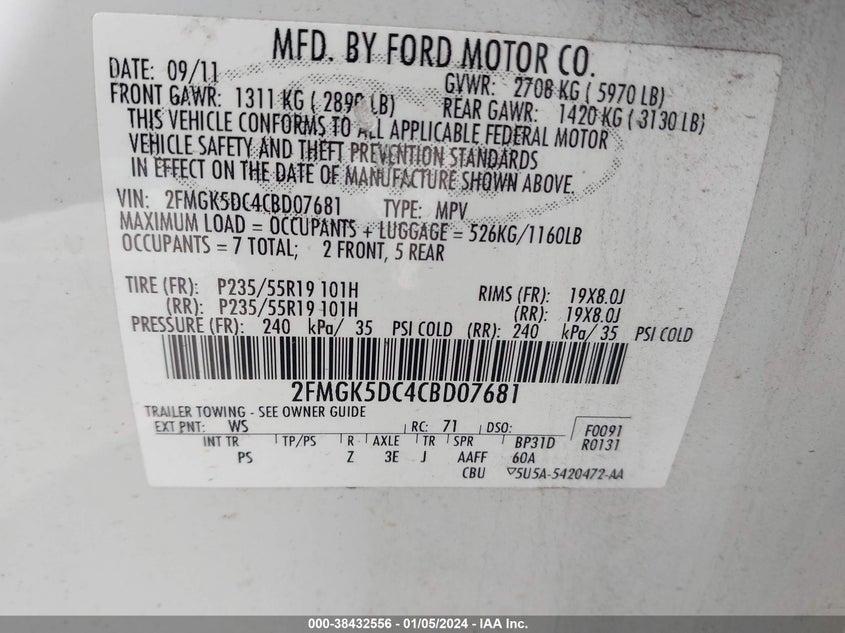 MFD. BY FORD MOTOR CO.
DATE: 09/11 GVWR: 2708 KG ( 5970 LB)
FRONT GAWR: 1311 KG ( 2890 LB) REAR GAWR: 1420 KG ( 3130 LB)
THIS VEHICLE CONFORMS TO ALL APPLICABLE FEDERAL MOTOR
VEHICLE SAFETY AND THEFT PREVENTION STANDARDS
IN EFFECT ON THE DATE OF MANUFACTURE SHOWN ABOVE.
VIN: 2FMGK5DC4CBD07681 TYPE: MPV
MAXIMUM LOAD = OCCUPANTS + LUGGAGE = 526KG/1160LB
OCCUPANTS = 7 TOTAL; 2 FRONT, 5 REAR
TIRE (FR): P235/55R19 101H RIMS (FR): 19X8.0J
(RR): P235/55R19 101H (RR): 19X8.0J
PRESSURE (FR): 240 kPa/ 35 PSI COLD (RR): 240 kPa/ 35 PSI COLD
2FMGK5DC4CBD07681
TRAILER TOWING - SEE OWNER GUIDE
EXT PNT: WS RC: 71 DSO: F0091
INT TR TP/PS R AXLE TR SPR BP31D R0131
PS Z 3E J AAFF 60A
CBU ▽5U5A-5420472-AA
000-38432556 - 01/05/2024 - IAA Inc.